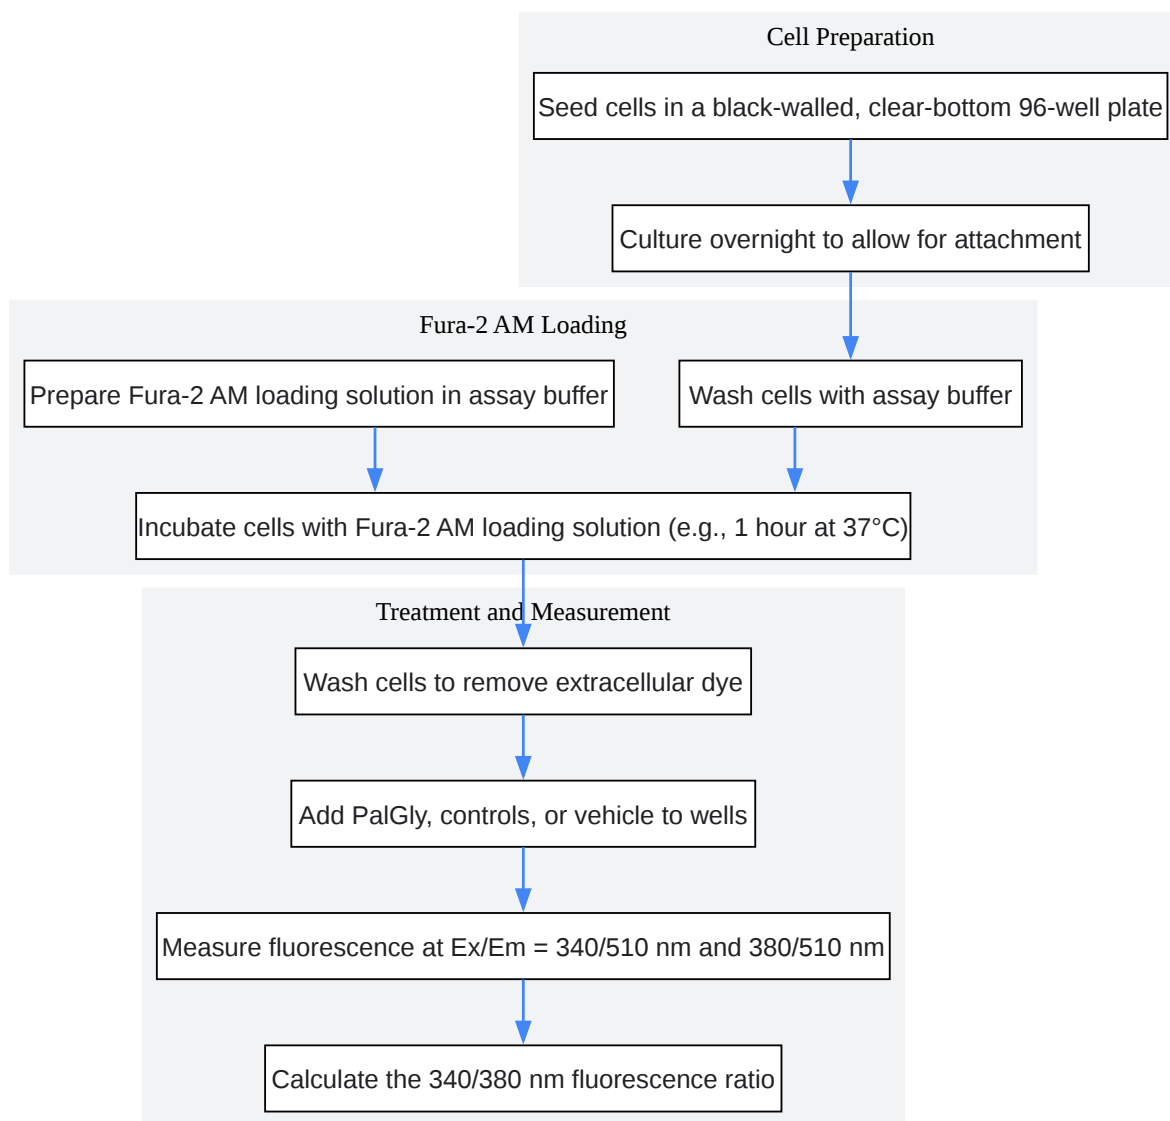 Cell Preparation
Seed cells in a black-walled, clear-bottom 96-well plate
Culture overnight to allow for attachment
Fura-2 AM Loading
Prepare Fura-2 AM loading solution in assay buffer
Wash cells with assay buffer
Incubate cells with Fura-2 AM loading solution (e.g., 1 hour at 37°C)
Treatment and Measurement
Wash cells to remove extracellular dye
Add PalGly, controls, or vehicle to wells
Measure fluorescence at Ex/Em = 340/510 nm and 380/510 nm
Calculate the 340/380 nm fluorescence ratio